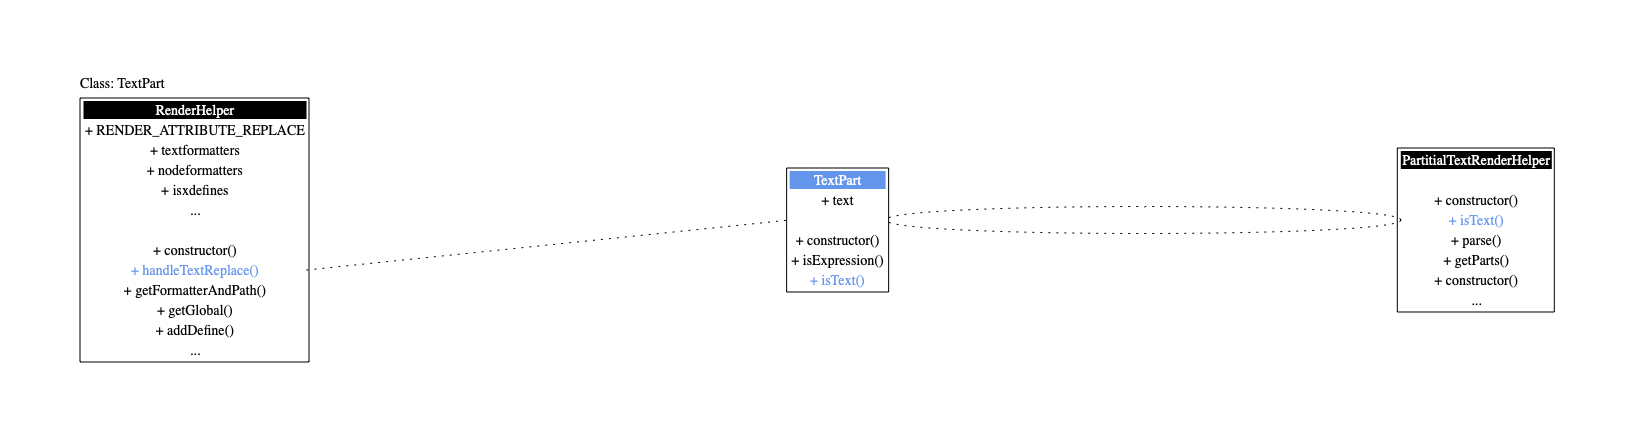 Class: TextPart
RenderHelper
+ RENDER_ATTRIBUTE_REPLACE
+ textformatters
+ nodeformatters
+ isxdefines
...
+ constructor()
+ handleTextReplace()
+ getFormatterAndPath()
+ getGlobal()
+ addDefine()
...
TextPart
+ text
+ constructor()
+ isExpression()
+ isText()
PartitialTextRenderHelper
+ constructor()
+ isText()
+ parse()
+ getParts()
+ constructor()
...